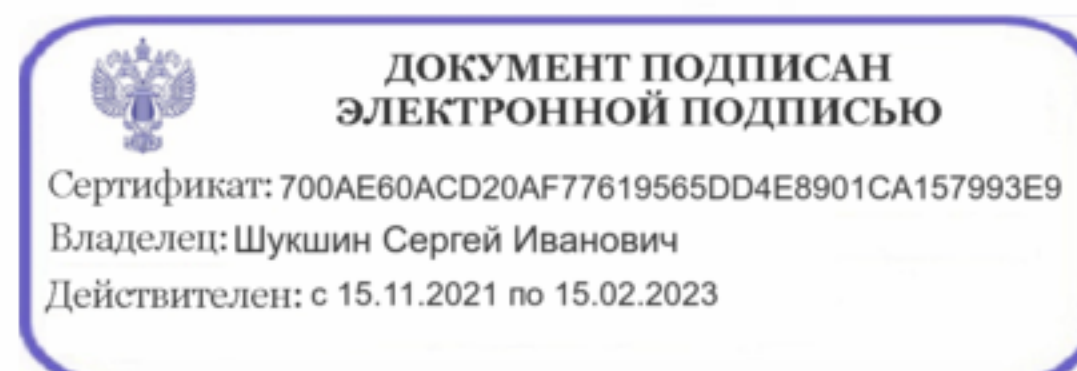 ДОКУМЕНТ ПОДПИСАН
ЭЛЕКТРОННОЙ ПОДПИСЬЮ
Сертификат: 700AE60ACD20AF77619565DD4E8901CA157993E9
Владелец: Шукшин Сергей Иванович
Действителен: с 15.11.2021 по 15.02.2023